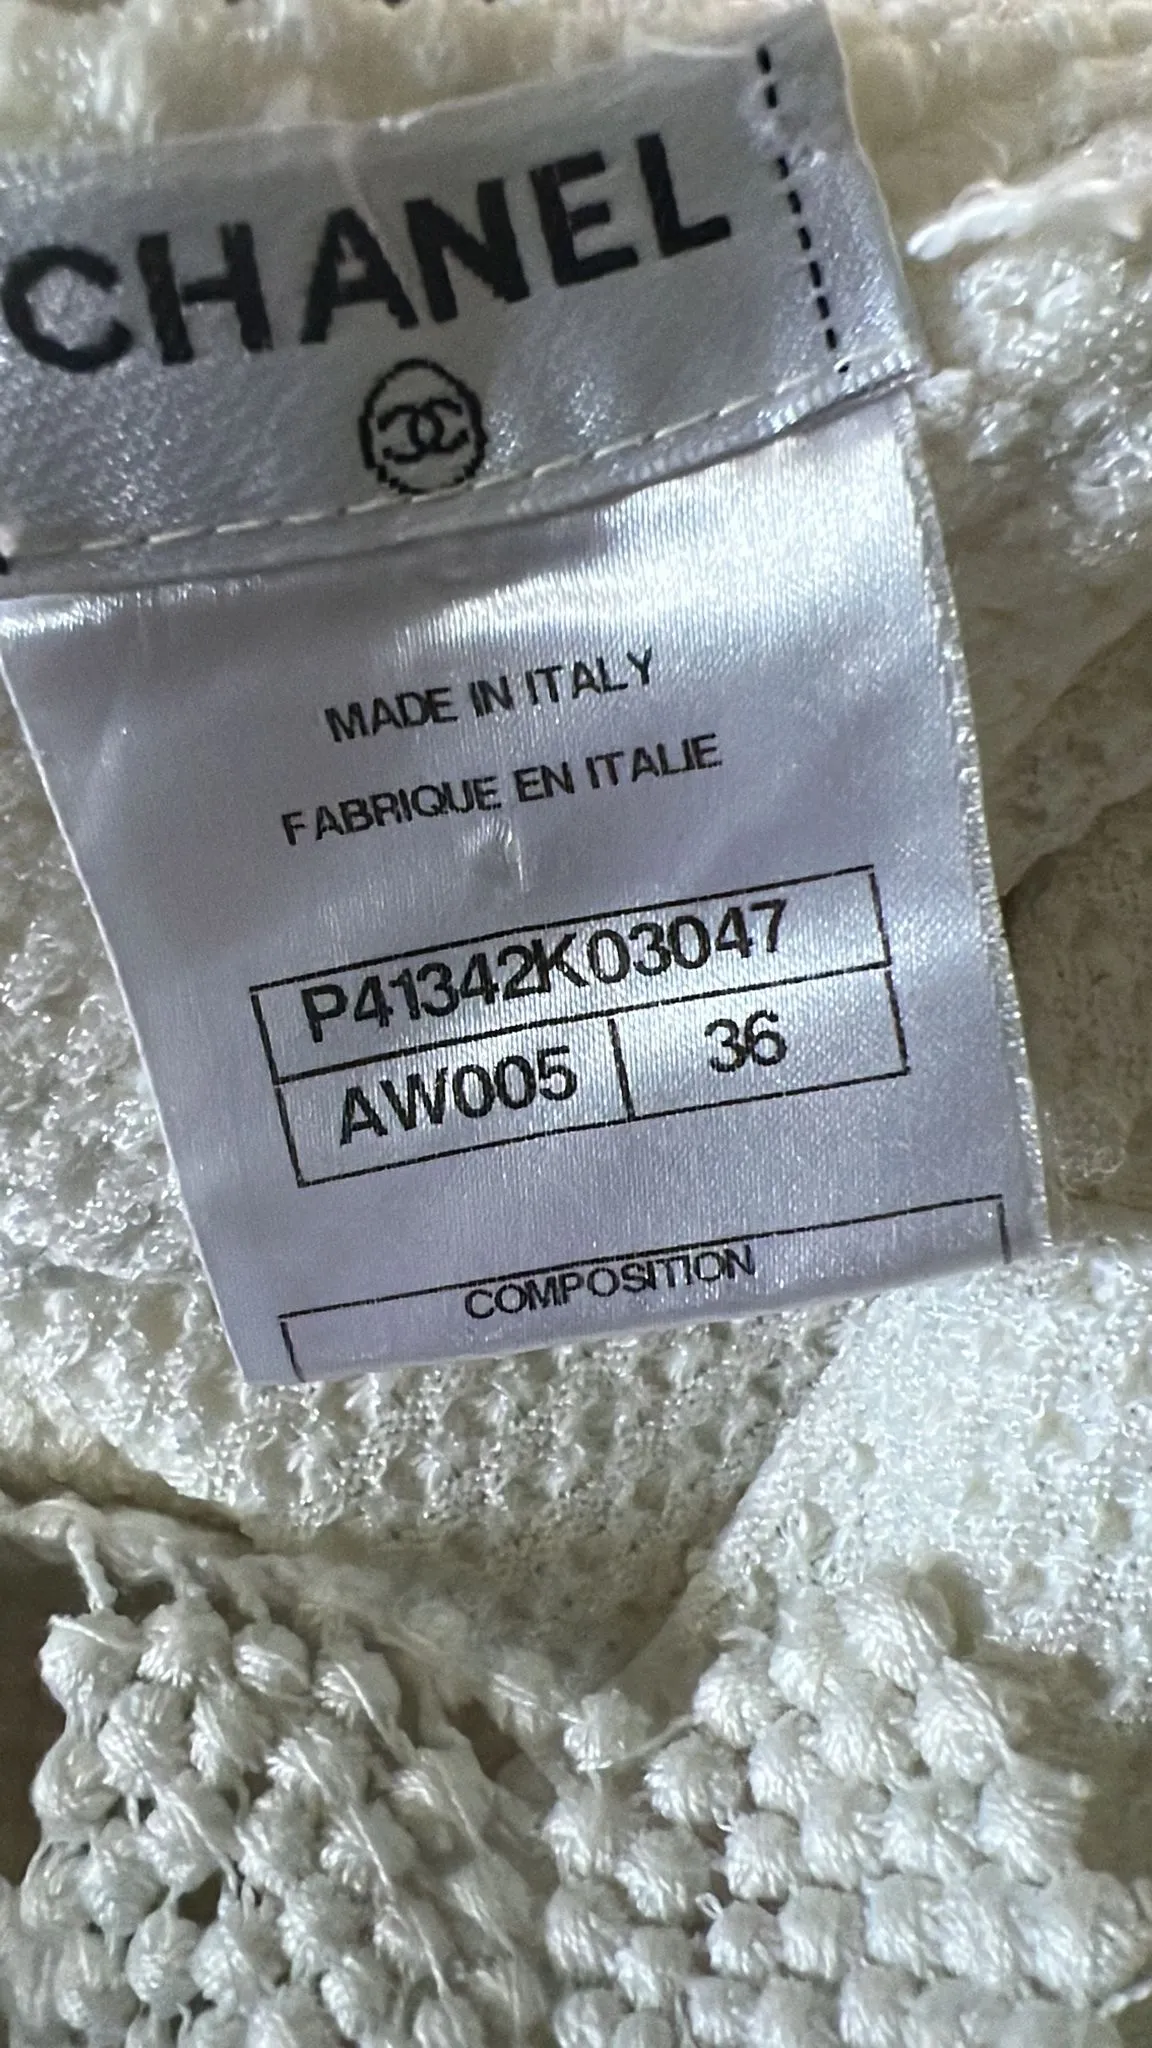 CHANEL
MADE IN ITALY
FABRIQUE EN ITALIE
P41342K03047
AW005 36
COMPOSITION